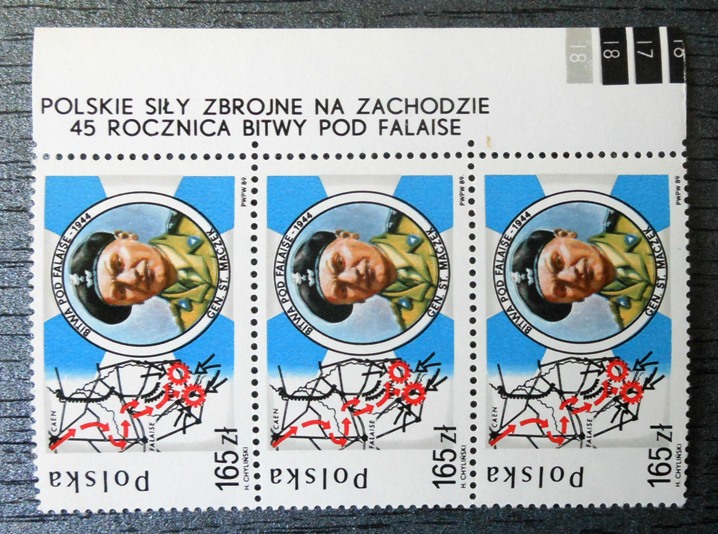 18
18
17
POLSKIE SIŁY ZBROJNE NA ZACHODZIE
45 ROCZNICA BITWY POD FALAISE
PWPW 89
BITWA POD FALAISE - 1944
GEN. ST. MACZEK
CAEN
FALAISE
Polska
165 zł
H. CHYLIŃSKI
PWPW 89
BITWA POD FALAISE - 1944
GEN. ST. MACZEK
CAEN
FALAISE
Polska
165 zł
H. CHYLIŃSKI
PWPW 89
BITWA POD FALAISE - 1944
GEN. ST. MACZEK
CAEN
FALAISE
Polska
165 zł
H. CHYLIŃSKI